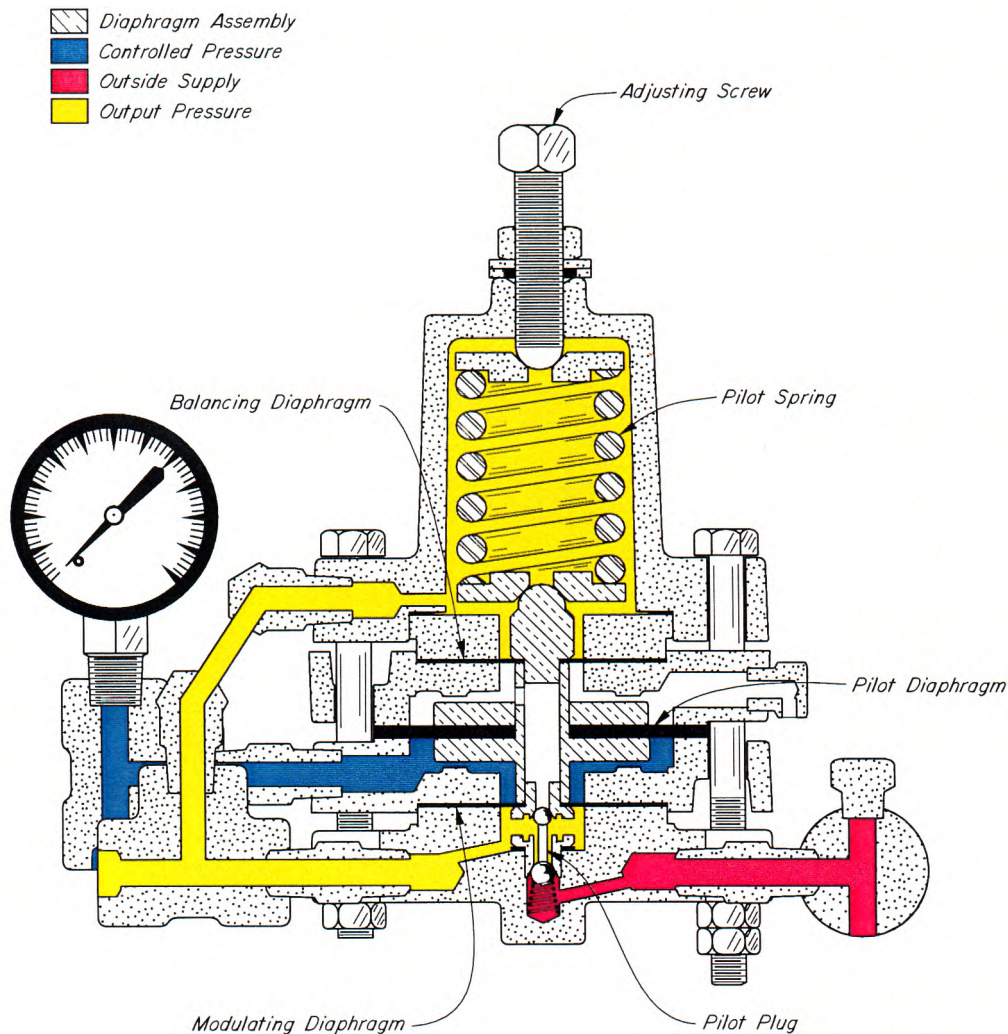 Diaphragm Assembly
Controlled Pressure
Outside Supply
Output Pressure
Adjusting Screw
Balancing Diaphragm
Pilot Spring
Pilot Diaphragm
Modulating Diaphragm
Pilot Plug